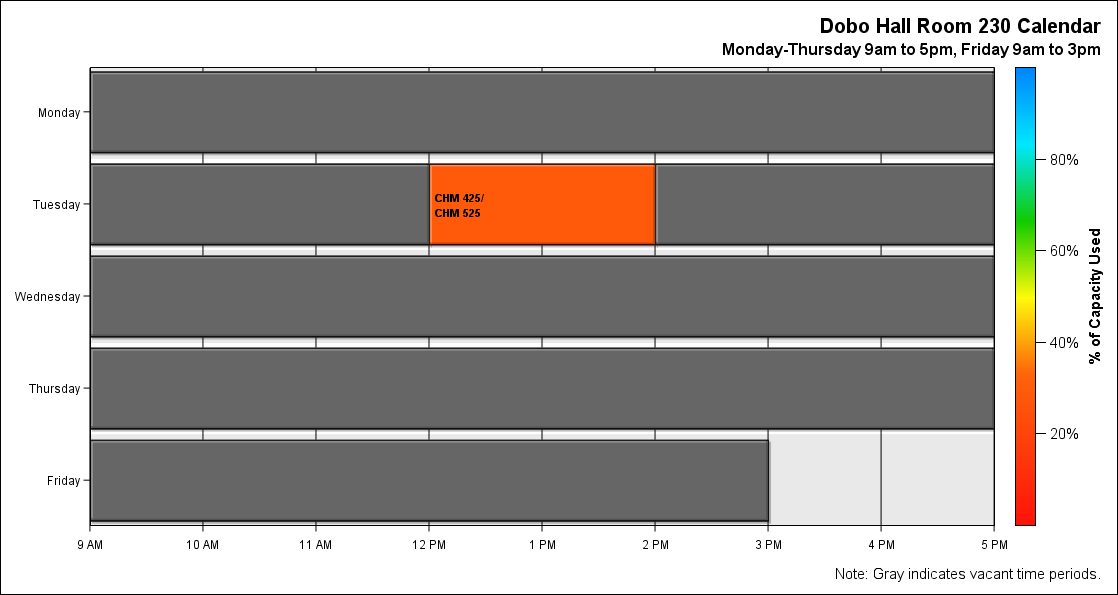 Dobo Hall Room 230 Calendar
Monday-Thursday 9am to 5pm, Friday 9am to 3pm
Monday
Tuesday
CHM 425/
CHM 525
Wednesday
Thursday
Friday
9 AM 10 AM 11 AM 12 PM 1 PM 2 PM 3 PM 4 PM 5 PM
80%
60%
40%
20%
% of Capacity Used
Note: Gray indicates vacant time periods.